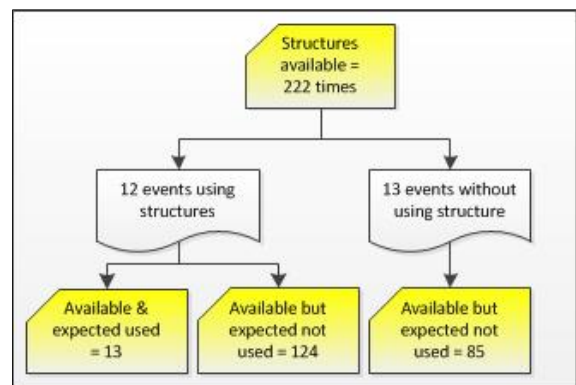 Structures
available =
222 times
12 events using
structures
13 events without
using structure
Available &
expected used
= 13
Available but
expected not
used = 124
Available but
expected not
used = 85